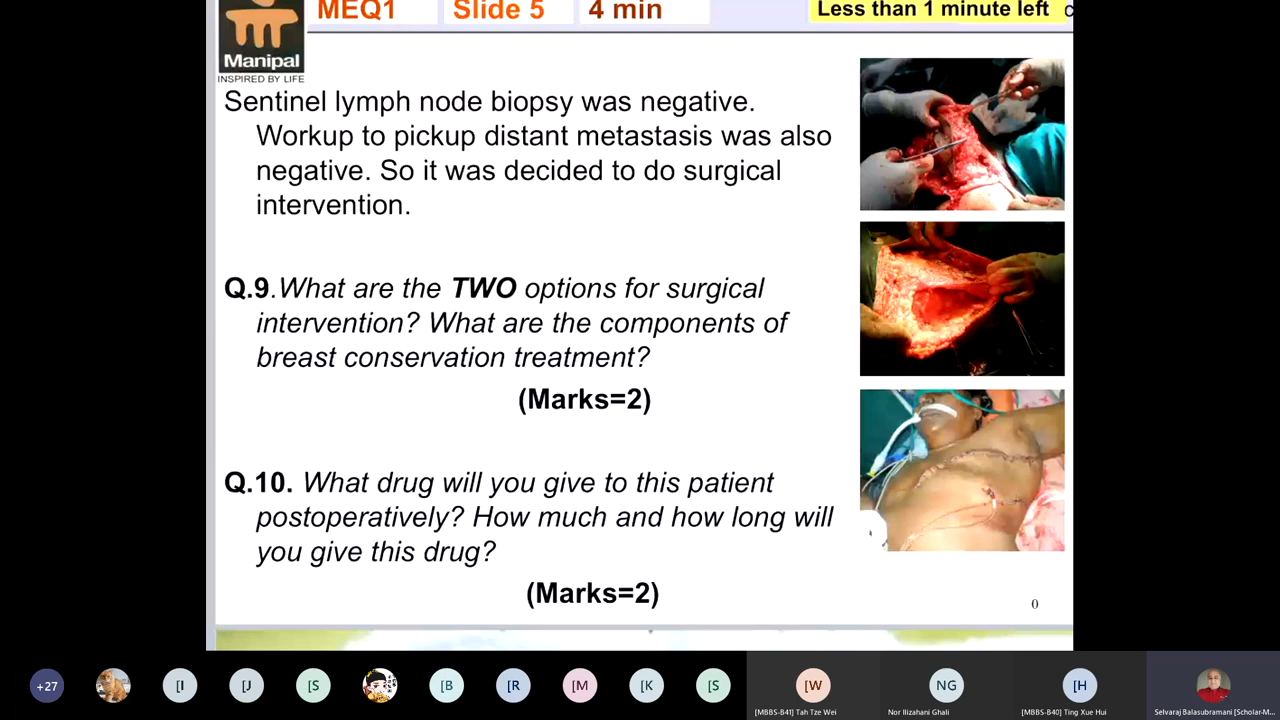 MEQ1 Slide 5 4 min Less than 1 minute left
Manipal
INSPIRED BY LIFE
Sentinel lymph node biopsy was negative.
Workup to pickup distant metastasis was also
negative. So it was decided to do surgical
intervention.
Q.9.What are the TWO options for surgical
intervention? What are the components of
breast conservation treatment?
(Marks=2)
Q.10. What drug will you give to this patient
postoperatively? How much and how long will
you give this drug?
(Marks=2)
0
+27 [I [J [S [B [R [M [K [S [W NG [H
[MBBS-B41] Tah Tze Wei Nor Ilizahani Ghali [MBBS-B40] Ting Xue Hui Selvaraj Balasubramani [Scholar-M...